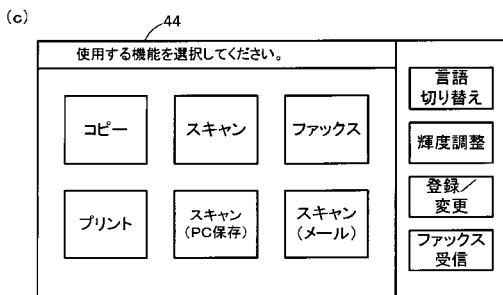 (c)
44
使用する機能を選択してください。
コピー
スキャン
ファックス
プリント
スキャン
(PC保存)
スキャン
(メール)
言語
切り替え
輝度調整
登録/
変更
ファックス
受信